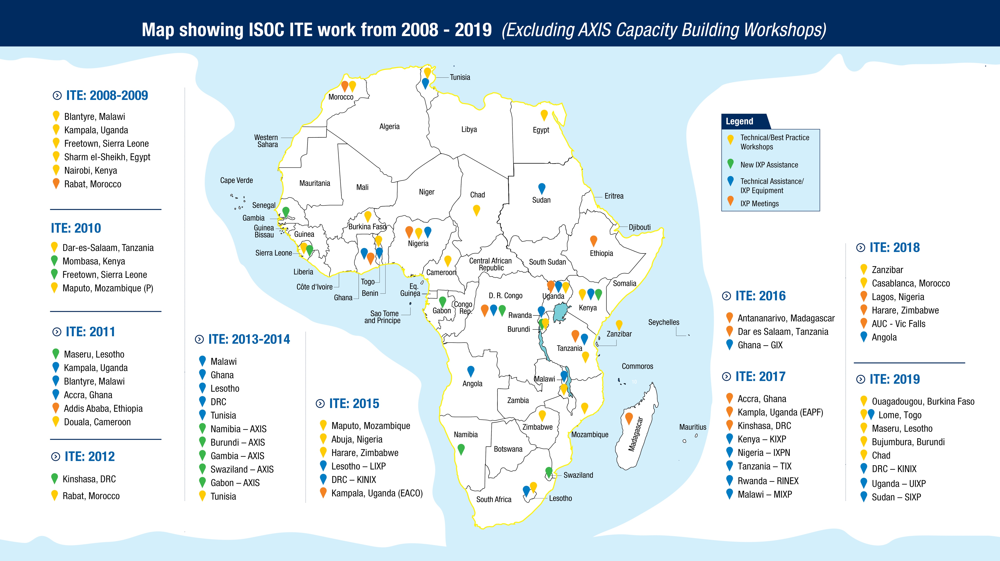 Map showing ISOC ITE work from 2008 - 2019 (Excluding AXIS Capacity Building Workshops)
ITE: 2008-2009
Blantyre, Malawi
Kampala, Uganda
Freetown, Sierra Leone
Sharm el-Sheikh, Egypt
Nairobi, Kenya
Rabat, Morocco
ITE: 2010
Dar-es-Salaam, Tanzania
Mombasa, Kenya
Freetown, Sierra Leone
Maputo, Mozambique (P)
ITE: 2011
Maseru, Lesotho
Kampala, Uganda
Blantyre, Malawi
Accra, Ghana
Addis Ababa, Ethiopia
Douala, Cameroon
ITE: 2012
Kinshasa, DRC
Rabat, Morocco
ITE: 2013-2014
Malawi
Ghana
Lesotho
DRC
Tunisia
Namibia – AXIS
Burundi – AXIS
Gambia – AXIS
Swaziland – AXIS
Gabon – AXIS
Tunisia
ITE: 2015
Maputo, Mozambique
Abuja, Nigeria
Harare, Zimbabwe
Lesotho – LIXP
DRC – KINIX
Kampala, Uganda (EACO)
Tunisia
Morocco
Algeria
Libya
Egypt
Western
Sahara
Cape Verde
Mauritania
Mali
Niger
Chad
Sudan
Eritrea
Senegal
Gambia
Guinea
Bissau
Guinea
Burkina Faso
Nigeria
Djibouti
Ethiopia
Sierra Leone
Liberia
Côte d'Ivoire
Ghana
Togo
Benin
Cameroon
Central African
Republic
South Sudan
Somalia
Eq.
Guinea
Sao Tome
and Principe
Gabon
Congo
Rep.
D. R. Congo
Uganda
Kenya
Rwanda
Burundi
Tanzania
Zanzibar
Seychelles
Commoros
10
Angola
Malawi
Zambia
Zimbabwe
Mozambique
Madagascar
Mauritius
Namibia
Botswana
Swaziland
South Africa
Lesotho
Legend
Technical/Best Practice
Workshops
New IXP Assistance
Technical Assistance/
IXP Equipment
IXP Meetings
ITE: 2016
Antananarivo, Madagascar
Dar es Salaam, Tanzania
Ghana – GIX
ITE: 2017
Accra, Ghana
Kampla, Uganda (EAPF)
Kinshasa, DRC
Kenya – KIXP
Nigeria – IXPN
Tanzania – TIX
Rwanda – RINEX
Malawi – MIXP
ITE: 2018
Zanzibar
Casablanca, Morocco
Lagos, Nigeria
Harare, Zimbabwe
AUC - Vic Falls
Angola
ITE: 2019
Ouagadougou, Burkina Faso
Lome, Togo
Maseru, Lesotho
Bujumbura, Burundi
Chad
DRC – KINIX
Uganda – UIXP
Sudan – SIXP